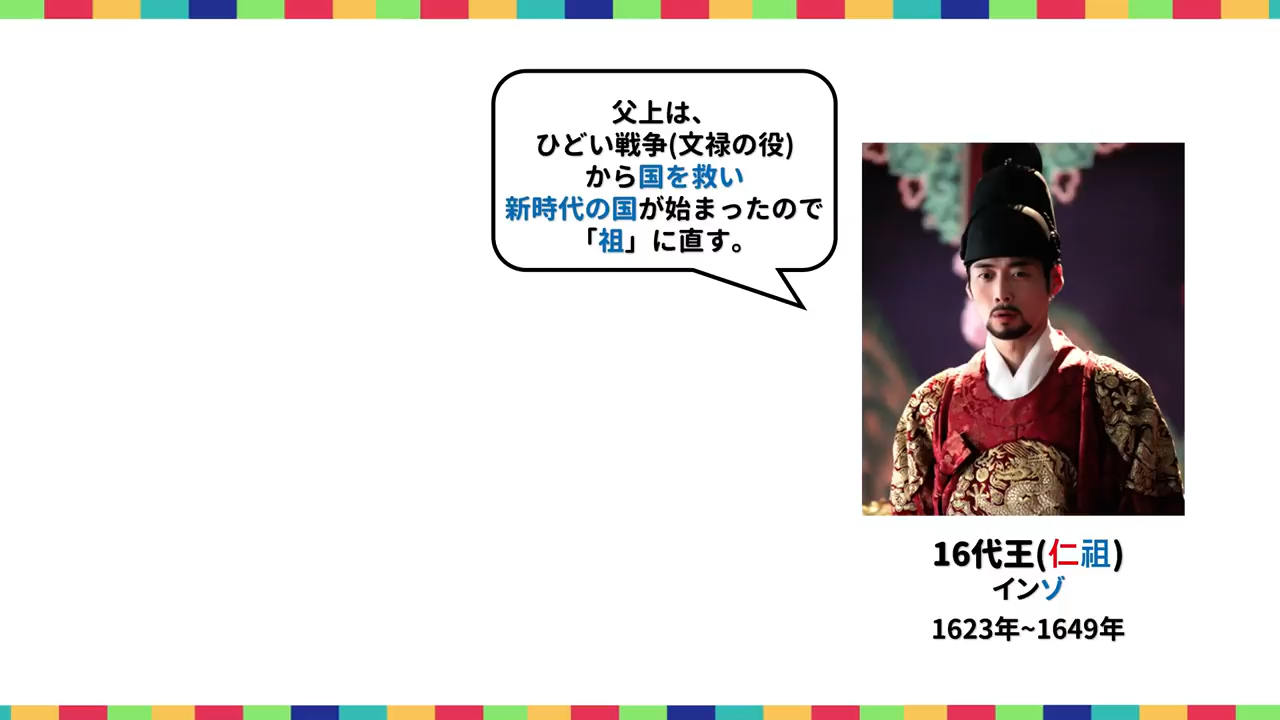 父上は、
ひどい戦争(文禄の役)
から国を救い
新時代の国が始まったので
「祖」に直す。
16代王(仁祖)
インゾ
1623年~1649年